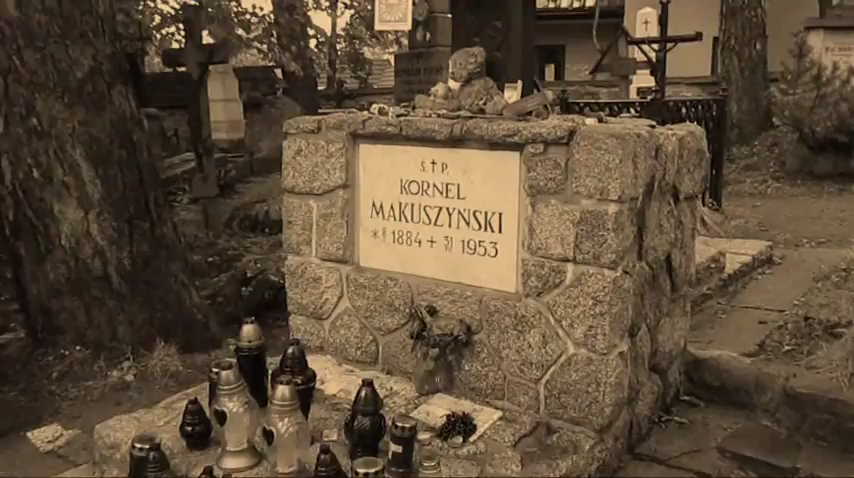 Ś.✝P.
KORNEL
MAKUSZYŃSKI
* 8/I 1884 + 31/VII 1953.